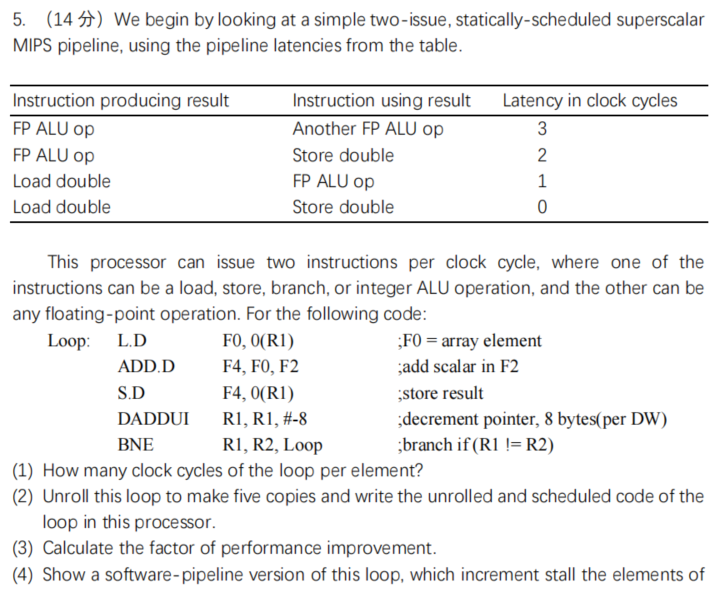 5. （14 分）We begin by looking at a simple two-issue, statically-scheduled superscalar
MIPS pipeline, using the pipeline latencies from the table.
Instruction producing result Instruction using result Latency in clock cycles
FP ALU op Another FP ALU op 3
FP ALU op Store double 2
Load double FP ALU op 1
Load double Store double 0
This processor can issue two instructions per clock cycle, where one of the
instructions can be a load, store, branch, or integer ALU operation, and the other can be
any floating-point operation. For the following code:
Loop: L.D F0, 0(R1) ;F0 = array element
ADD.D F4, F0, F2 ;add scalar in F2
S.D F4, 0(R1) ;store result
DADDUI R1, R1, #-8 ;decrement pointer, 8 bytes(per DW)
BNE R1, R2, Loop ;branch if (R1 != R2)
(1) How many clock cycles of the loop per element?
(2) Unroll this loop to make five copies and write the unrolled and scheduled code of the
loop in this processor.
(3) Calculate the factor of performance improvement.
(4) Show a software-pipeline version of this loop, which increment stall the elements of